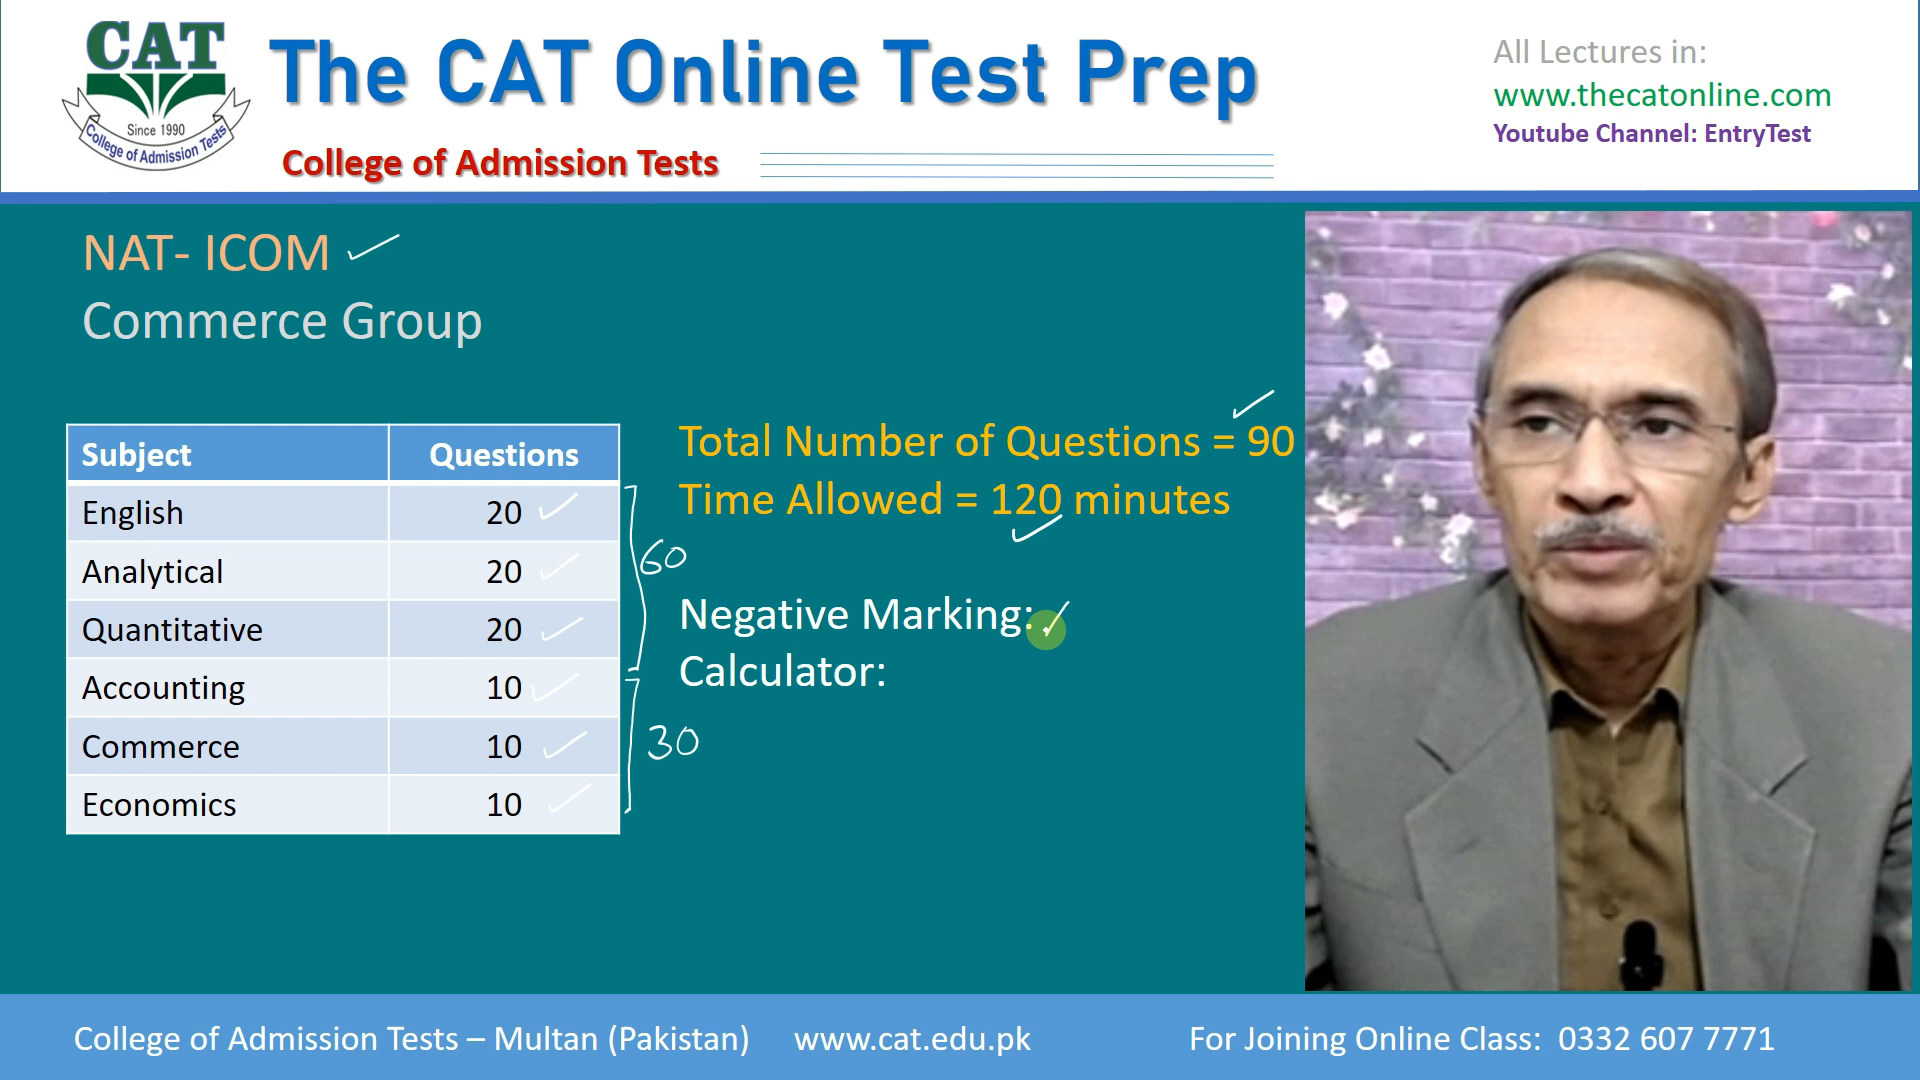 CAT
Since 1990
College of Admission Tests
The CAT Online Test Prep
College of Admission Tests
All Lectures in:
www.thecatonline.com
Youtube Channel: EntryTest
NAT- ICOM
Commerce Group
Subject Questions
English 20
Analytical 20
Quantitative 20
Accounting 10
Commerce 10
Economics 10
60
30
Total Number of Questions = 90
Time Allowed = 120 minutes
Negative Marking:
Calculator:
College of Admission Tests – Multan (Pakistan) www.cat.edu.pk For Joining Online Class: 0332 607 7771